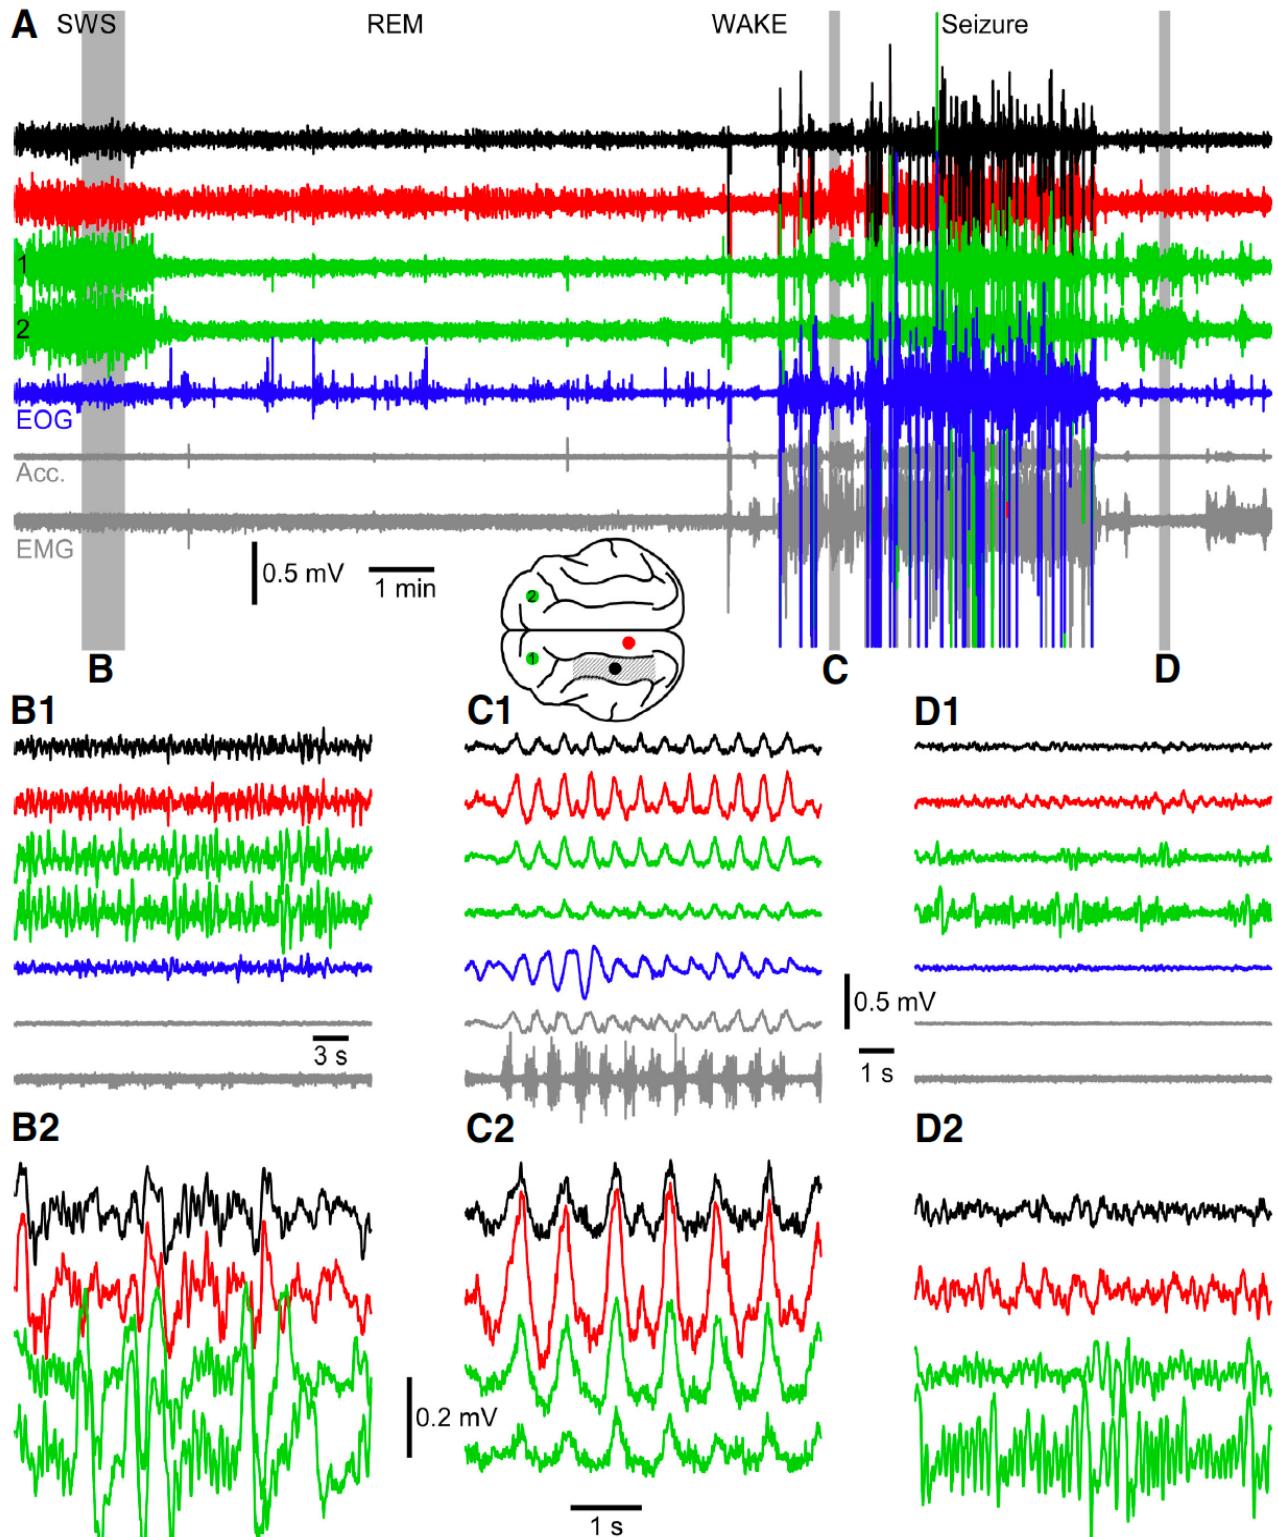 A SWS REM WAKE Seizure
1
2
EOG
Acc.
EMG
0.5 mV 1 min
2
1
B C D
B1 C1 D1
3 s
0.5 mV
1 s
B2 C2 D2
0.2 mV
1 s